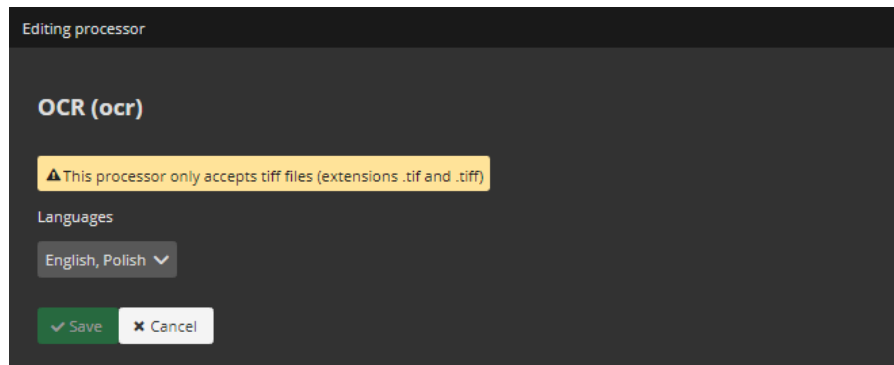 Editing processor
OCR (ocr)
This processor only accepts tiff files (extensions .tif and .tiff)
Languages
English, Polish
Save
Cancel